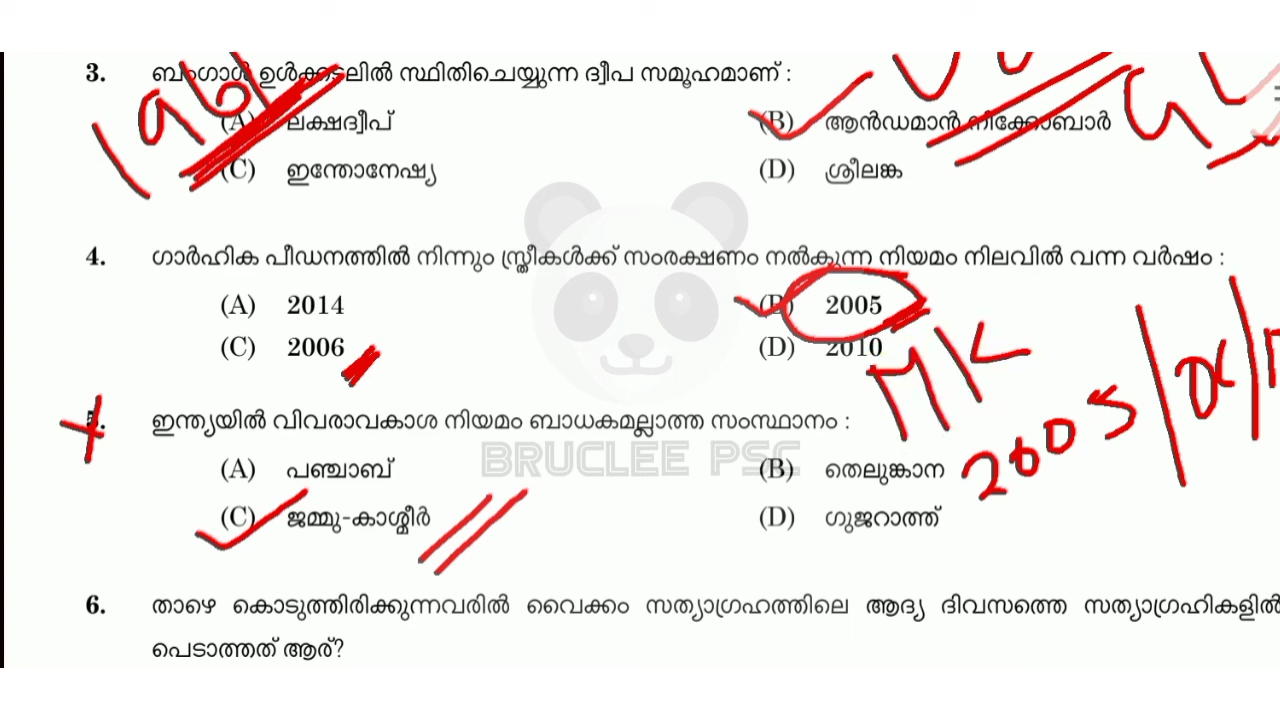 3. ബംഗാൾ ഉൾക്കടലിൽ സ്ഥിതിചെയ്യുന്ന ദ്വീപ സമൂഹമാണ് :
(A) ലക്ഷദ്വീപ് (B) ആൻഡമാൻ നിക്കോബാർ
(C) ഇന്തോനേഷ്യ (D) ശ്രീലങ്ക
4. ഗാർഹിക പീഡനത്തിൽ നിന്നും സ്ത്രീകൾക്ക് സംരക്ഷണം നൽകുന്ന നിയമം നിലവിൽ വന്ന വർഷം :
(A) 2014 (B) 2005
(C) 2006 (D) 2010
MK
2005
5. ഇന്ത്യയിൽ വിവരാവകാശ നിയമം ബാധകമല്ലാത്ത സംസ്ഥാനം :
BRUCLEE PSC
(A) പഞ്ചാബ് (B) തെലുങ്കാന
(C) ജമ്മു-കാശ്മീർ (D) ഗുജറാത്ത്
6. താഴെ കൊടുത്തിരിക്കുന്നവരിൽ വൈക്കം സത്യാഗ്രഹത്തിലെ ആദ്യ ദിവസത്തെ സത്യാഗ്രഹികളിൽ
പെടാത്തത് ആര്?